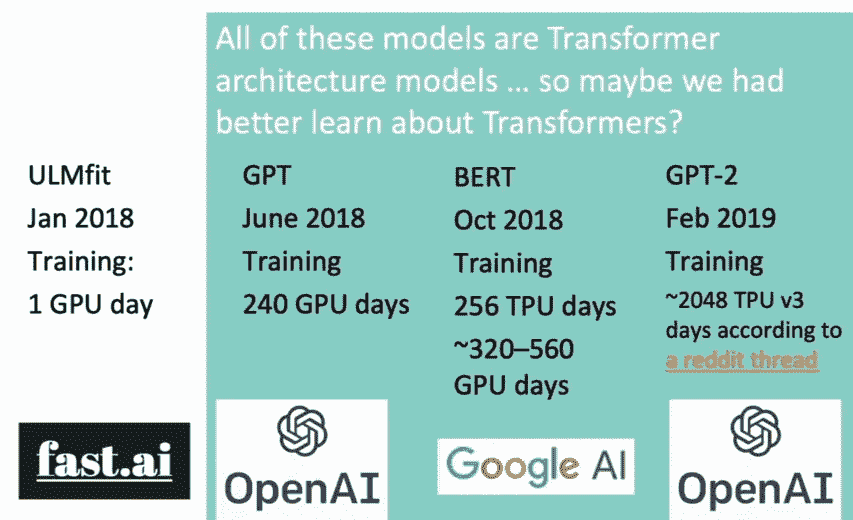 All of these models are Transformer
architecture models ... so maybe we had
better learn about Transformers?
ULMfit
Jan 2018
Training:
1 GPU day
fast.ai
GPT
June 2018
Training
240 GPU days
OpenAI
BERT
Oct 2018
Training
256 TPU days
~320–560
GPU days
Google AI
GPT-2
Feb 2019
Training
~2048 TPU v3
days according to
a reddit thread
OpenAI